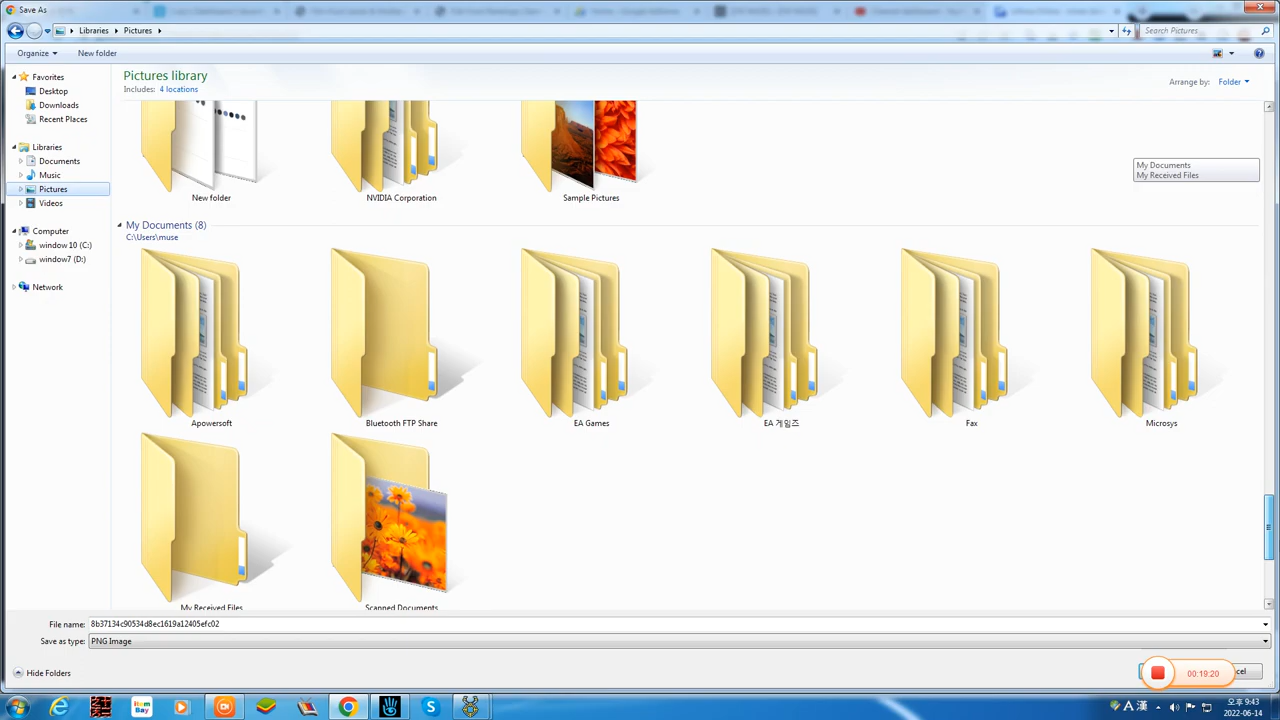 Save As
Libraries
Pictures
Search Pictures
Organize
New folder
Pictures library
Includes: 4 locations
Arrange by: Folder
Favorites
Desktop
Downloads
Recent Places
Libraries
Documents
Music
Pictures
Videos
Computer
window 10 (C:)
window7 (D:)
Network
New folder
NVIDIA Corporation
Sample Pictures
My Documents
My Received Files
My Documents (8)
C:\Users\muse
Apowersoft
Bluetooth FTP Share
EA Games
EA 게임즈
Fax
Microsys
My Received Files
Scanned Documents
File name: 8b37134c90534d8ec1619a12405efc02
Save as type: PNG Image
Hide Folders
00:19:20
cel
item Bay
A 漢
오후 9:43
2022-06-14